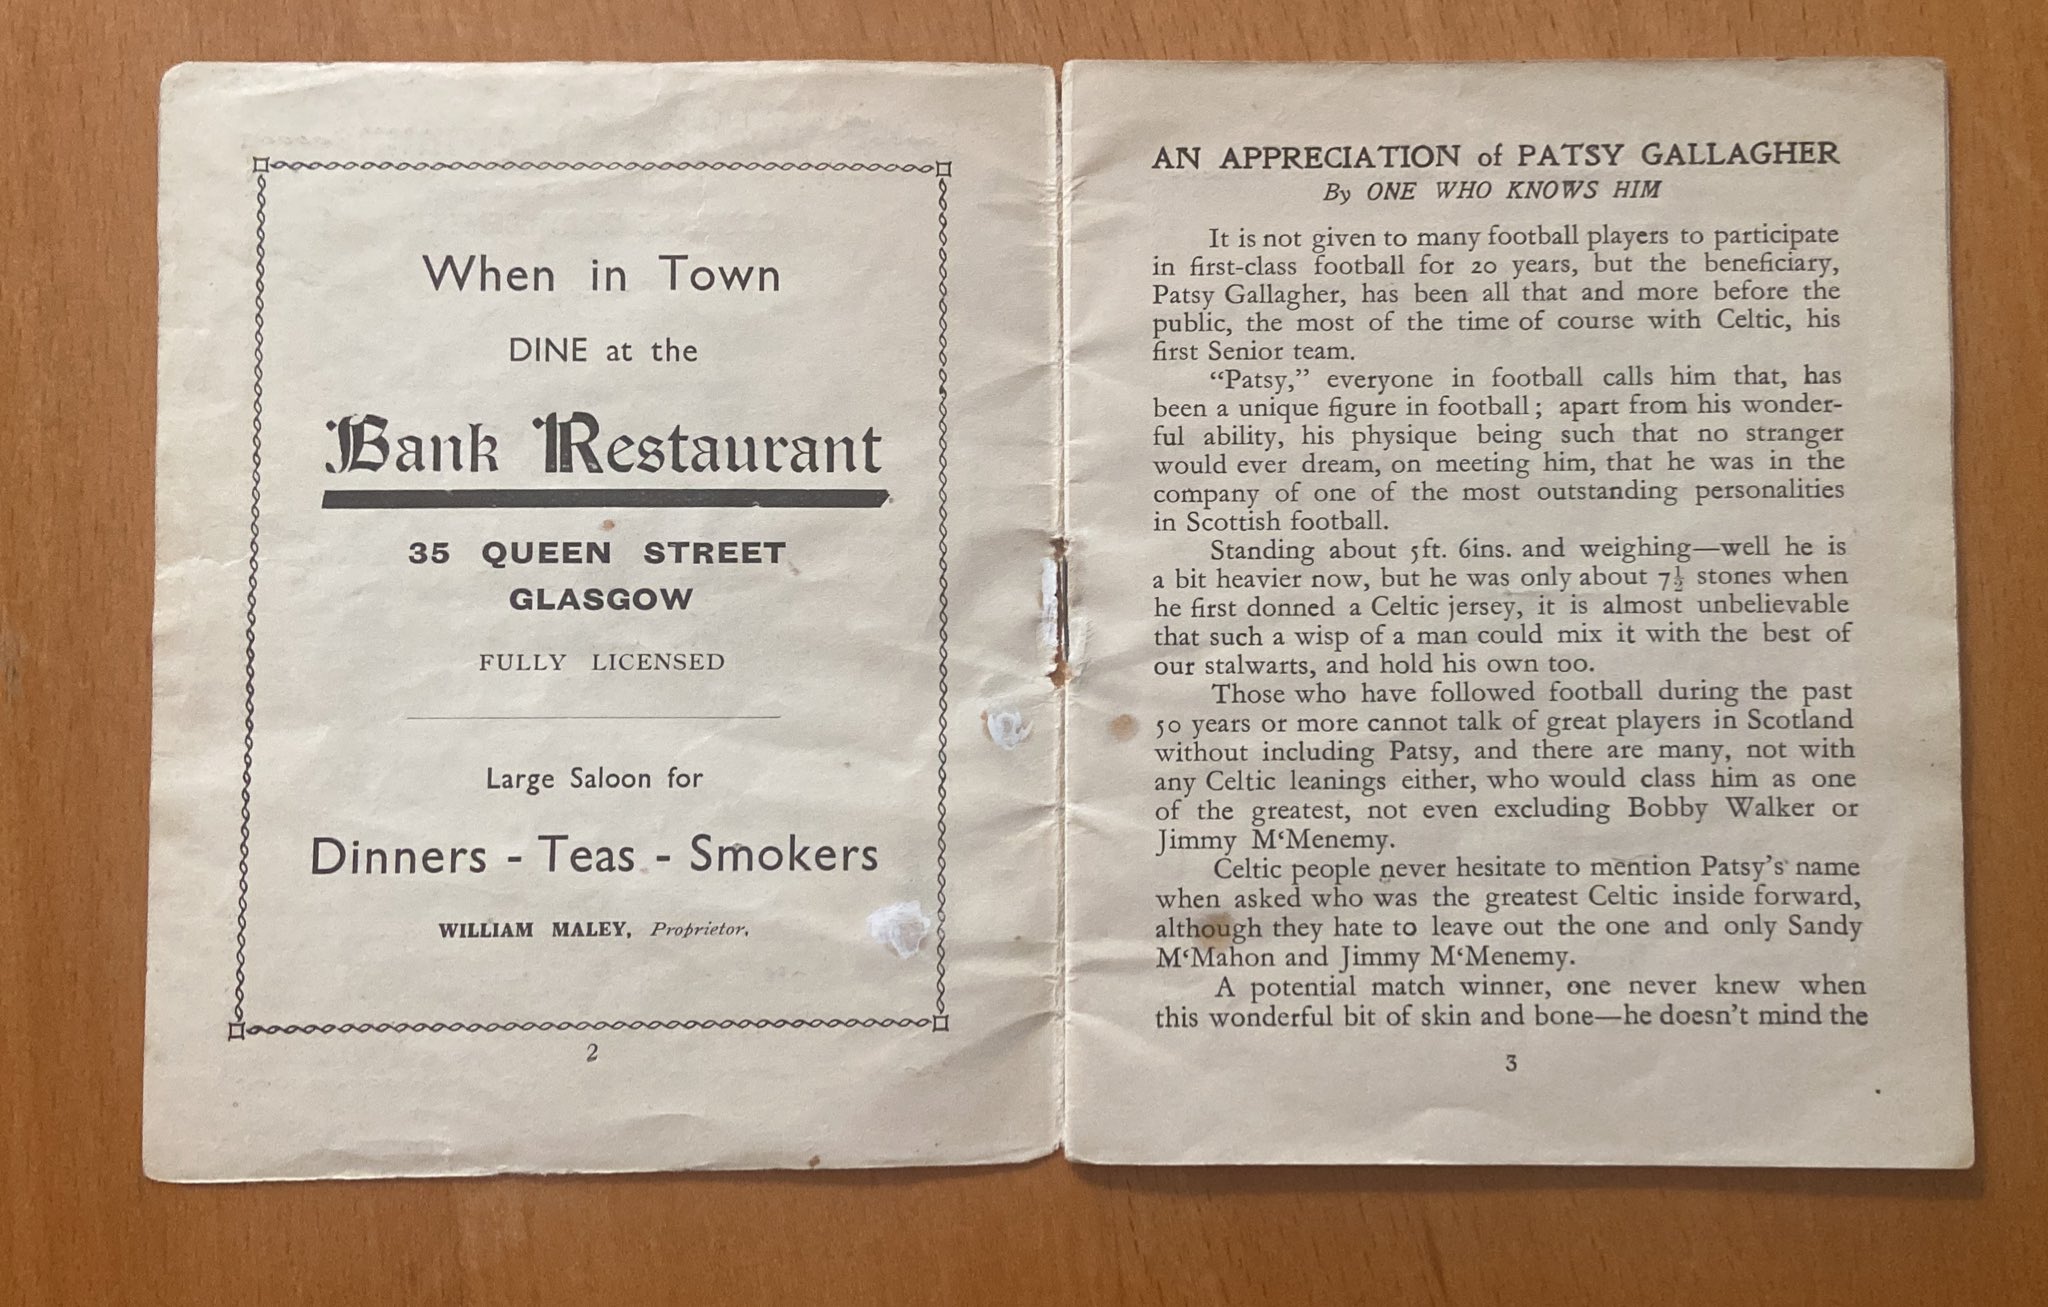 When in Town
DINE at the
Bank Restaurant
35 QUEEN STREET
GLASGOW
FULLY LICENSED
Large Saloon for
Dinners - Teas - Smokers
WILLIAM MALEY, Proprietor.
2
AN APPRECIATION of PATSY GALLAGHER
By ONE WHO KNOWS HIM
It is not given to many football players to participate
in first-class football for 20 years, but the beneficiary,
Patsy Gallagher, has been all that and more before the
public, the most of the time of course with Celtic, his
first Senior team.
“Patsy,” everyone in football calls him that, has
been a unique figure in football; apart from his wonder-
ful ability, his physique being such that no stranger
would ever dream, on meeting him, that he was in the
company of one of the most outstanding personalities
in Scottish football.
Standing about 5ft. 6ins. and weighing—well he is
a bit heavier now, but he was only about 7½ stones when
he first donned a Celtic jersey, it is almost unbelievable
that such a wisp of a man could mix it with the best of
our stalwarts, and hold his own too.
Those who have followed football during the past
50 years or more cannot talk of great players in Scotland
without including Patsy, and there are many, not with
any Celtic leanings either, who would class him as one
of the greatest, not even excluding Bobby Walker or
Jimmy M‘Menemy.
Celtic people never hesitate to mention Patsy’s name
when asked who was the greatest Celtic inside forward,
although they hate to leave out the one and only Sandy
M‘Mahon and Jimmy M‘Menemy.
A potential match winner, one never knew when
this wonderful bit of skin and bone—he doesn’t mind the
3